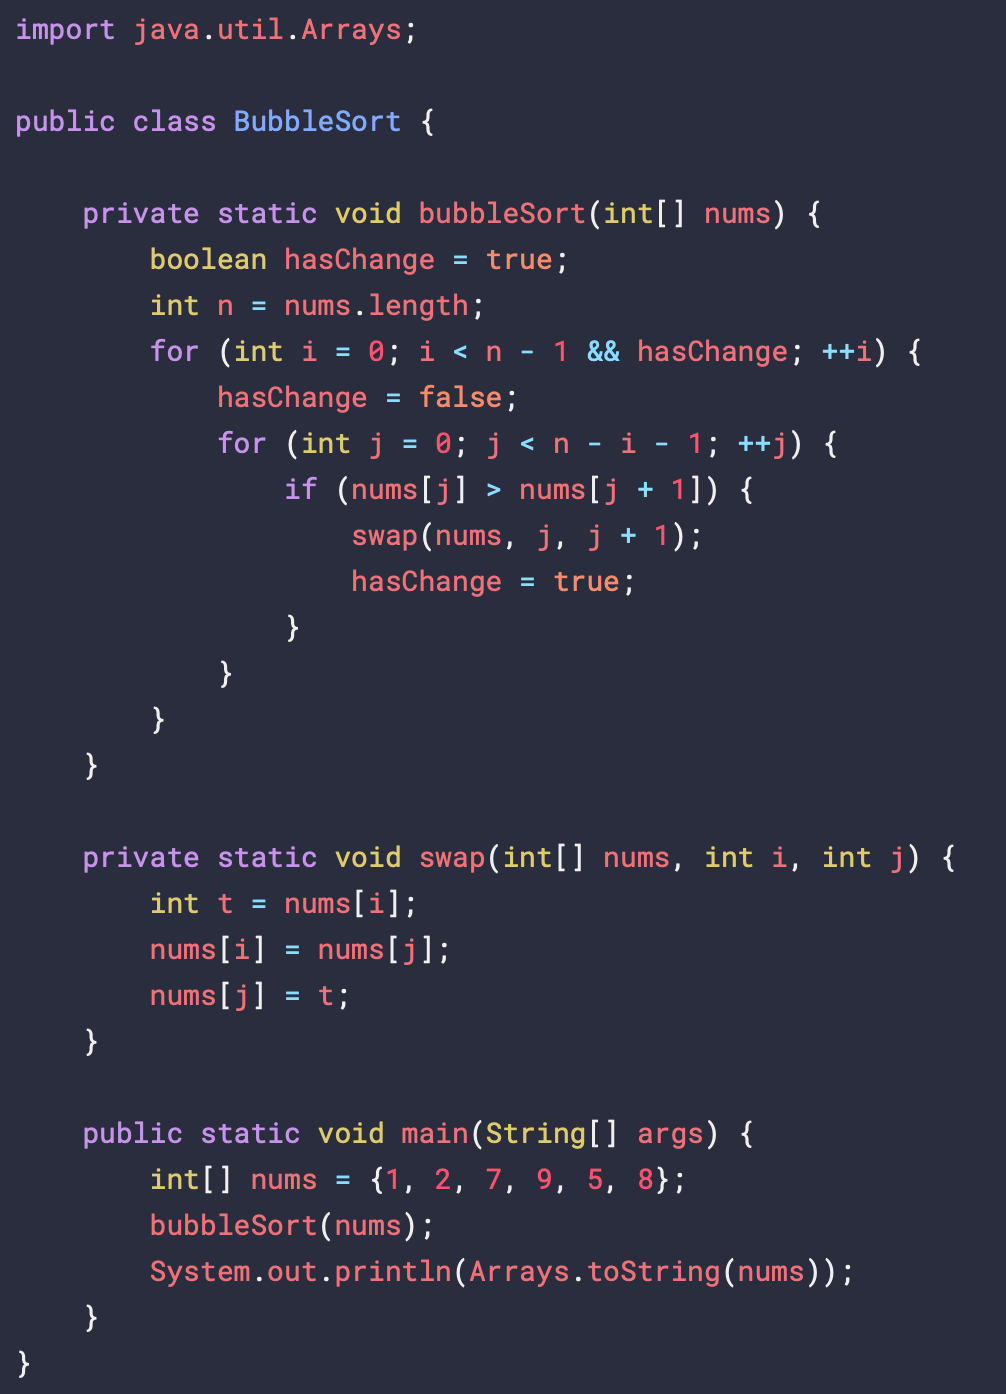 import java.util.Arrays;

public class BubbleSort {

    private static void bubbleSort(int[] nums) {
        boolean hasChange = true;
        int n = nums.length;
        for (int i = 0; i < n - 1 && hasChange; ++i) {
            hasChange = false;
            for (int j = 0; j < n - i - 1; ++j) {
                if (nums[j] > nums[j + 1]) {
                    swap(nums, j, j + 1);
                    hasChange = true;
                }
            }
        }
    }

    private static void swap(int[] nums, int i, int j) {
        int t = nums[i];
        nums[i] = nums[j];
        nums[j] = t;
    }

    public static void main(String[] args) {
        int[] nums = {1, 2, 7, 9, 5, 8};
        bubbleSort(nums);
        System.out.println(Arrays.toString(nums));
    }
}